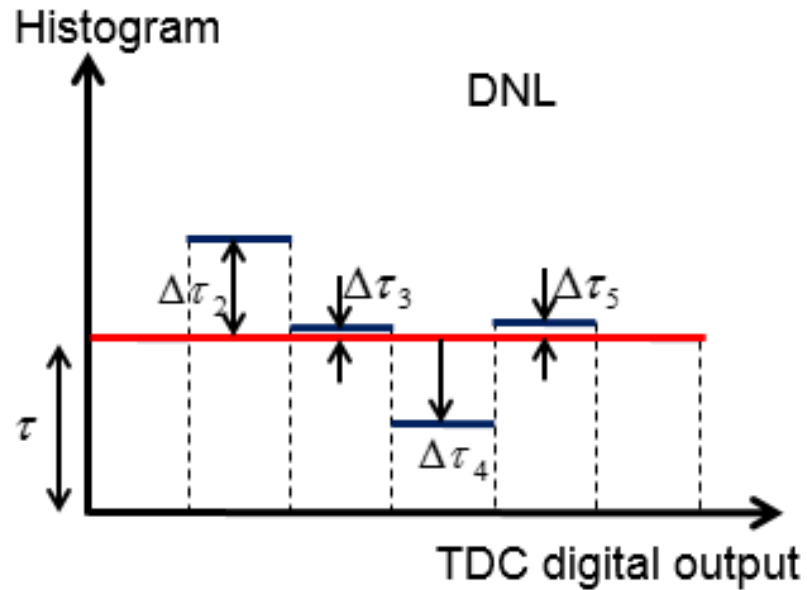 Histogram
DNL
Δτ₂
Δτ₃
Δτ₅
τ
Δτ₄
TDC digital output